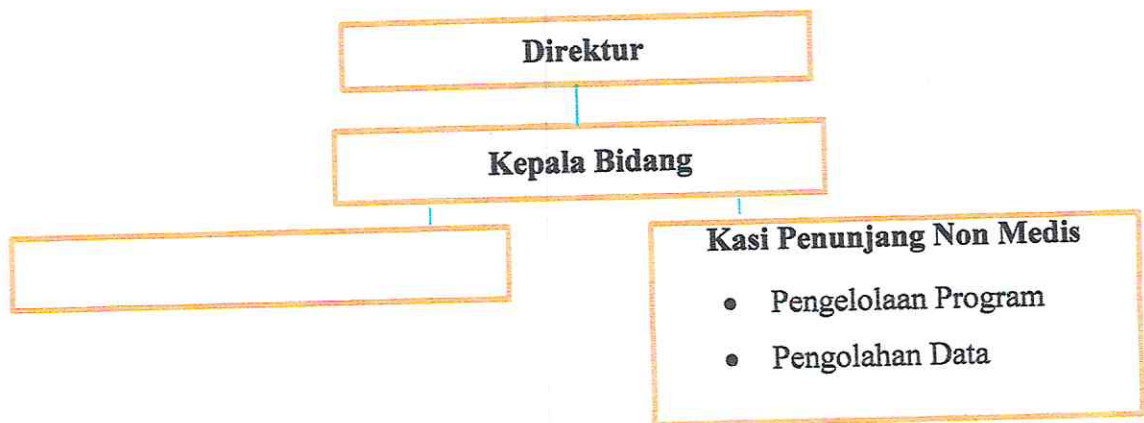 Direktur
Kepala Bidang
Kasi Penunjang Non Medis
• Pengelolaan Program
• Pengolahan Data